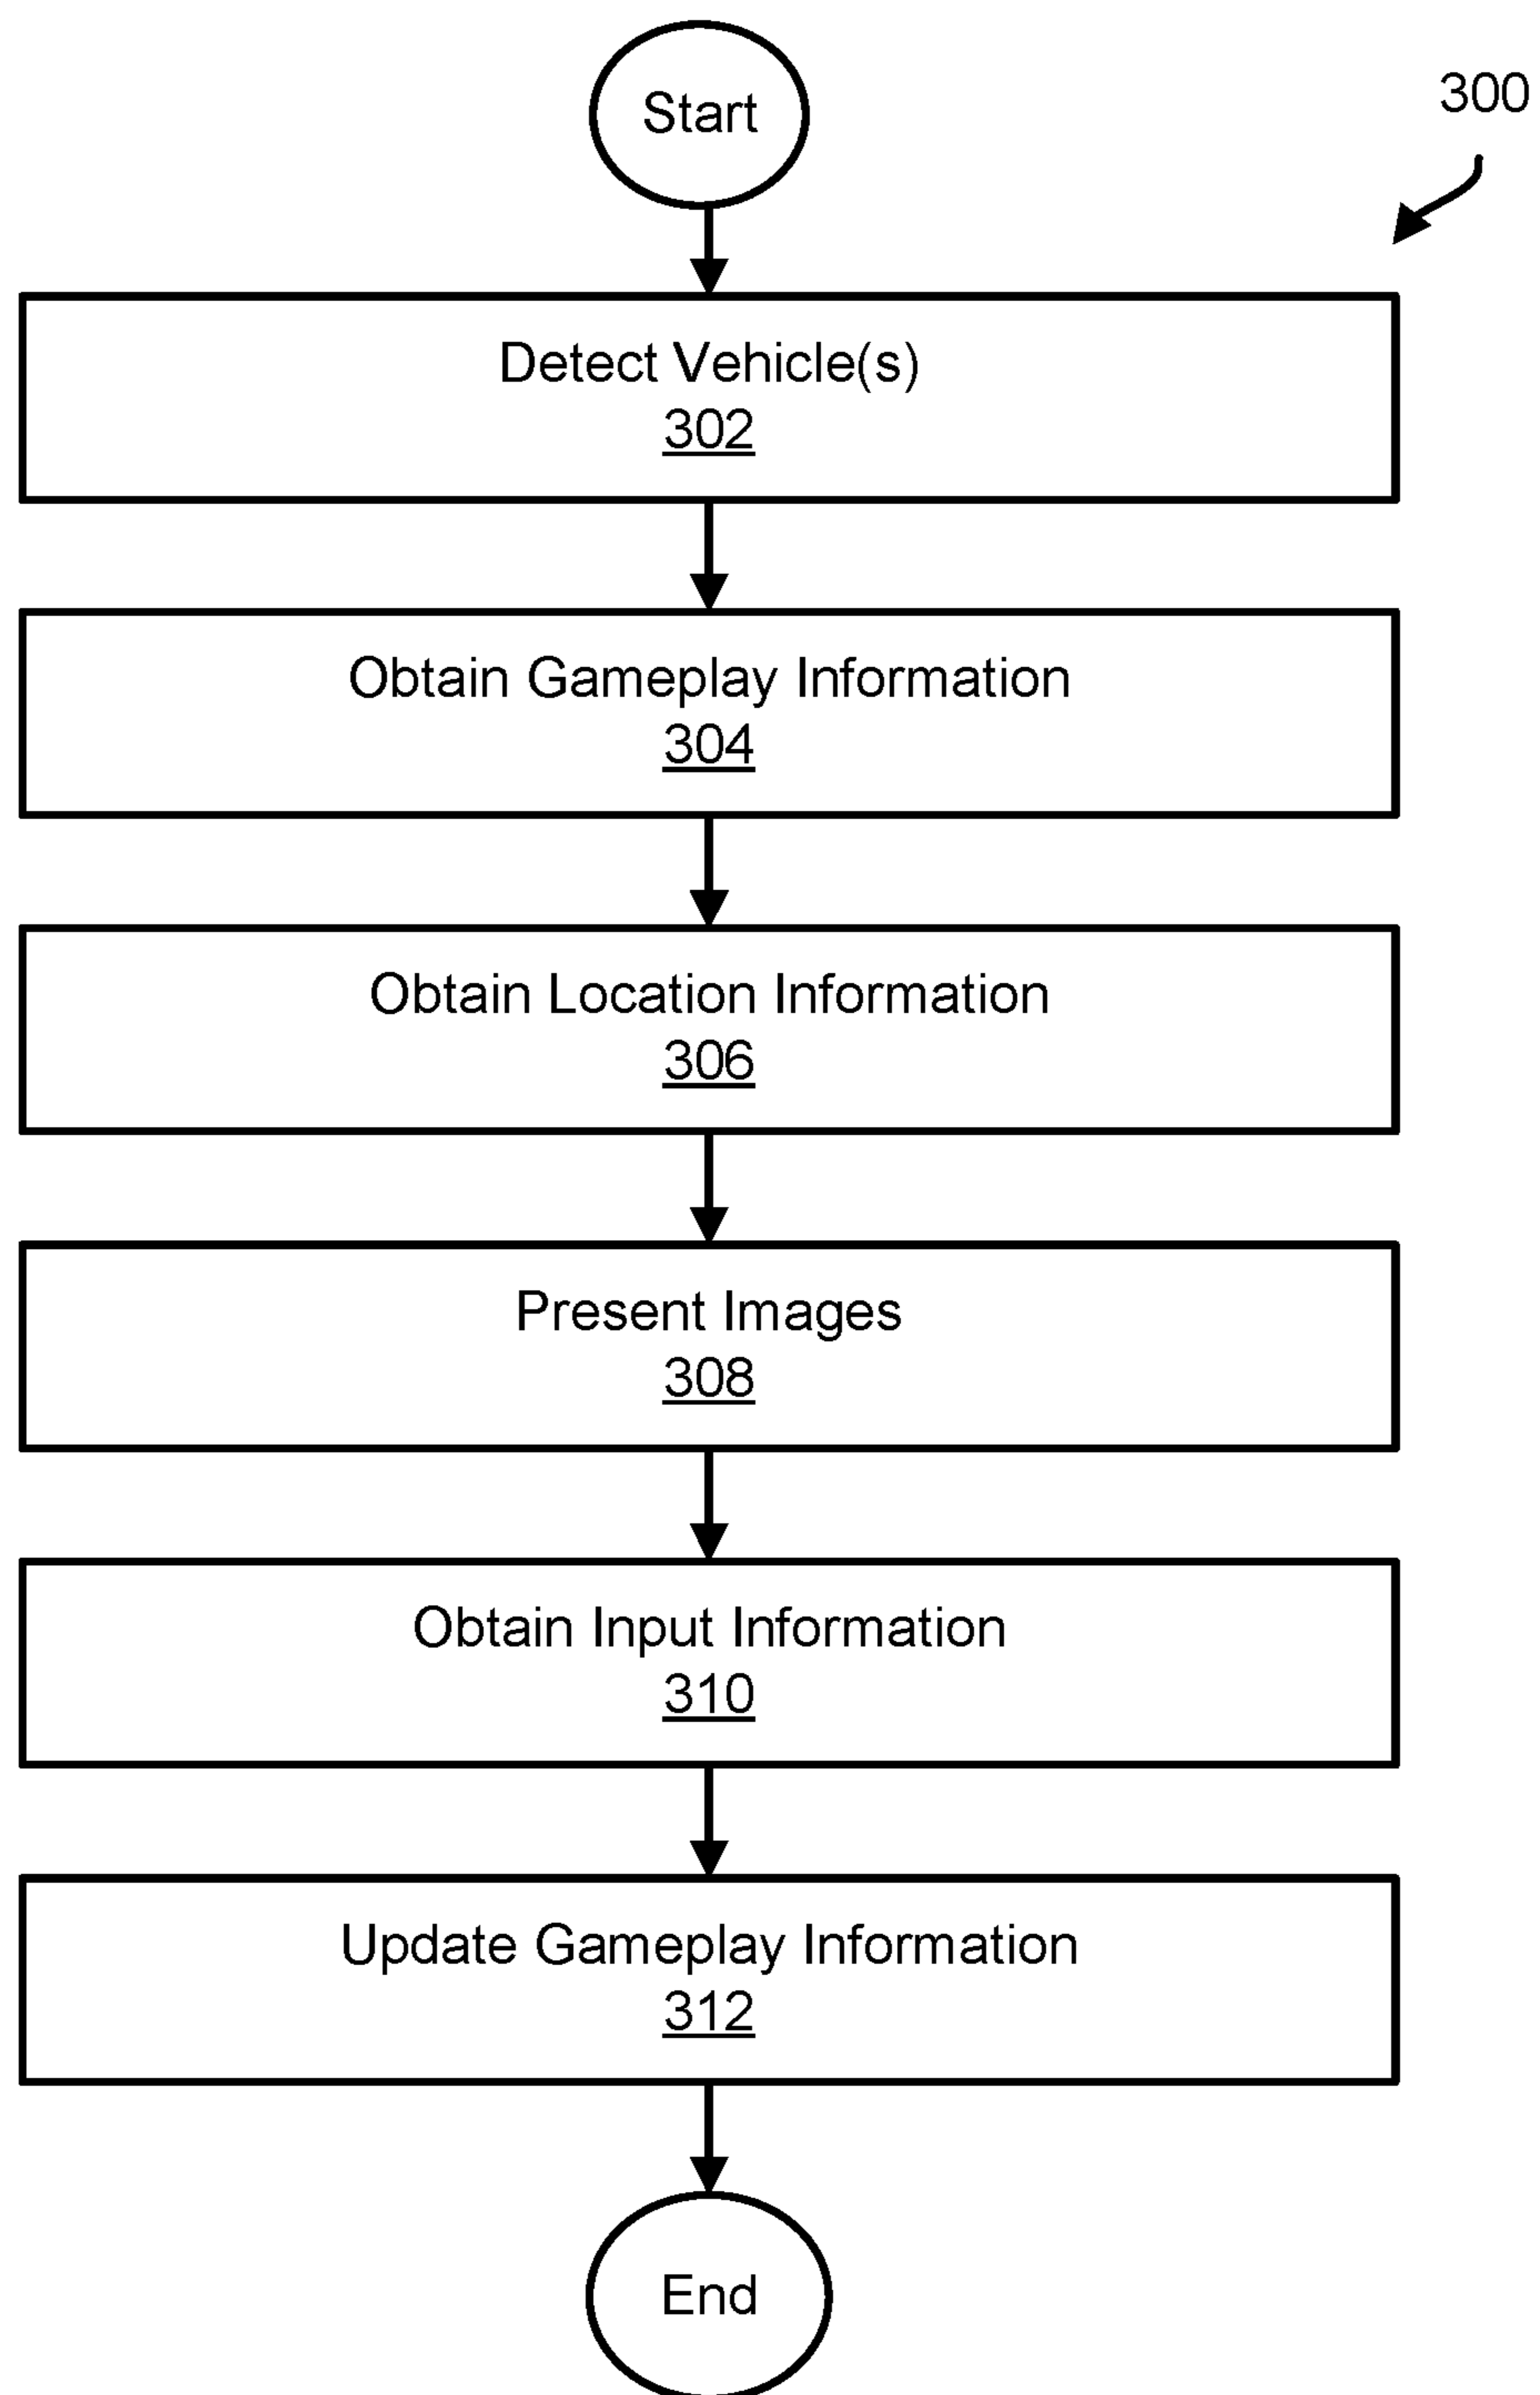 Start
300
Detect Vehicle(s)
302
Obtain Gameplay Information
304
Obtain Location Information
306
Present Images
308
Obtain Input Information
310
Update Gameplay Information
312
End